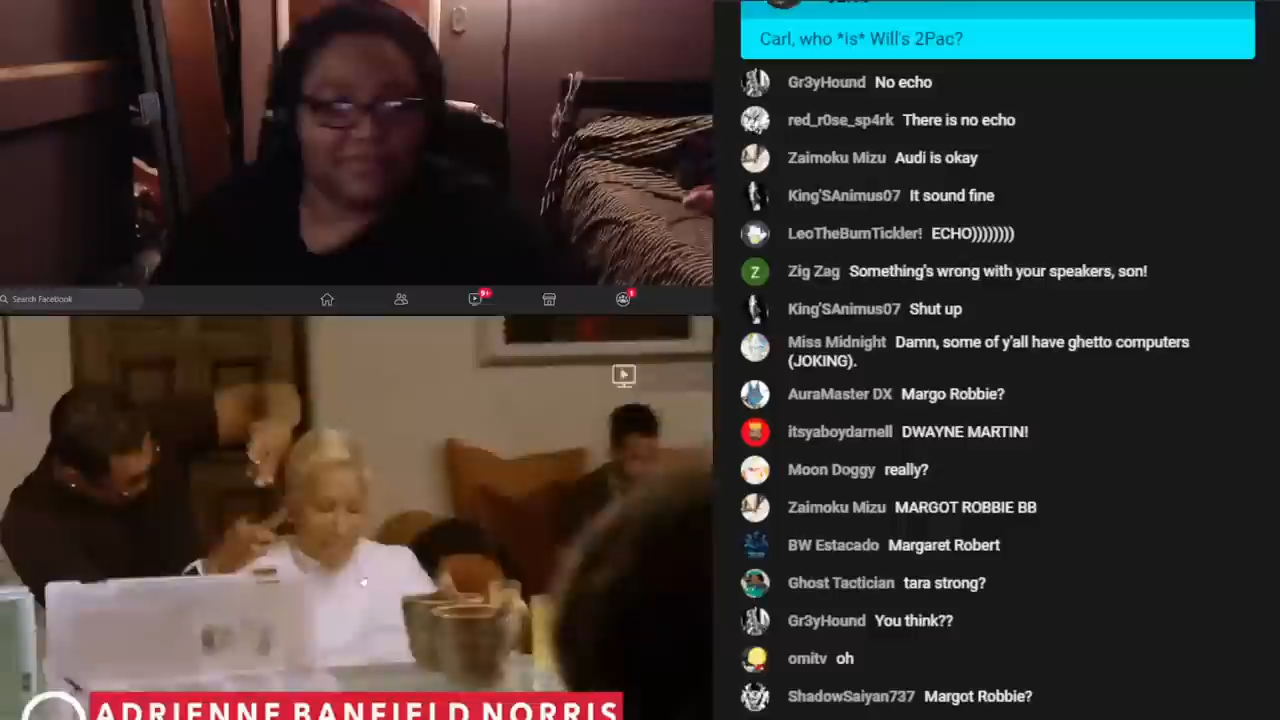 Carl, who *is* Will's 2Pac?
Gr3yHound No echo
red_r0se_sp4rk There is no echo
Zaimoku Mizu Audi is okay
King'SAnimus07 It sound fine
LeoTheBumTickler! ECHO))))))))
Z Zig Zag Something's wrong with your speakers, son!
King'SAnimus07 Shut up
Miss Midnight Damn, some of y'all have ghetto computers
(JOKING).
AuraMaster DX Margo Robbie?
itsyaboydarnell DWAYNE MARTIN!
Moon Doggy really?
Zaimoku Mizu MARGOT ROBBIE BB
BW Estacado Margaret Robert
Ghost Tactician tara strong?
Gr3yHound You think??
omitv oh
ShadowSaiyan737 Margot Robbie?
Search Facebook
9+
1
ADRIENNE BANFIELD NORRIS